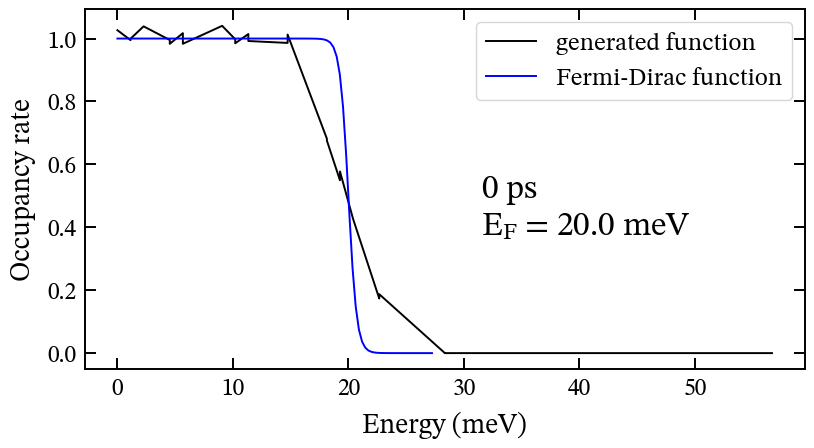 generated function
Fermi-Dirac function
0 ps
E_F = 20.0 meV
Occupancy rate
1.0
0.8
0.6
0.4
0.2
0.0
0 10 20 30 40 50
Energy (meV)